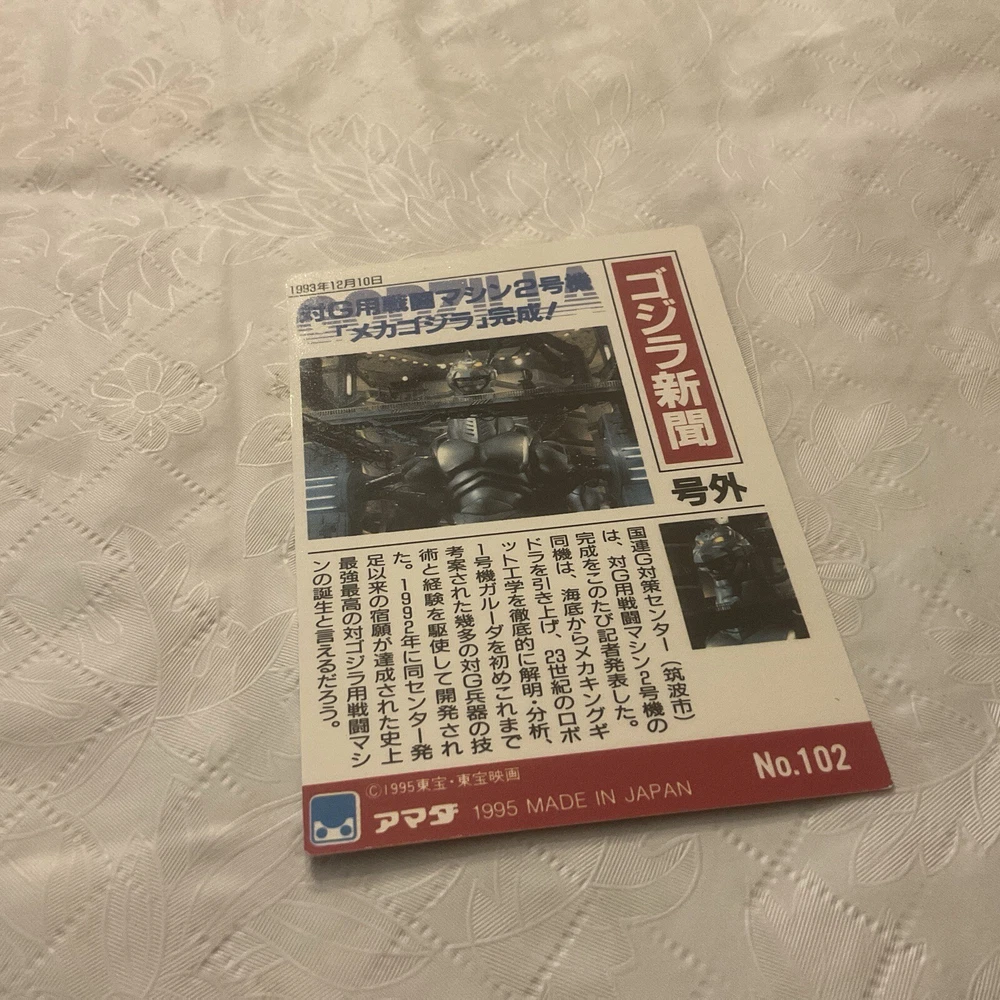 1993年12月10日
GODZILLA
対G用戦闘マシン2号機
「メカゴジラ」完成!
ゴジラ新聞
号外
国連G対策センター(筑波市)
は、対G用戦闘マシン2号機の
完成をこのたび記者発表した。
同機は、海底からメカキングギ
ドラを引き上げ、23世紀のロボ
ット工学を徹底的に解明・分析、
1号機ガルーダを初めこれまで
考案された幾多の対G兵器の技
術と経験を駆使して開発され
た。1992年に同センター発
足以来の宿願が達成された史上
最強最高の対ゴジラ用戦闘マシ
ンの誕生と言えるだろう。
©1995東宝・東宝映画
アマダ 1995 MADE IN JAPAN
No.102